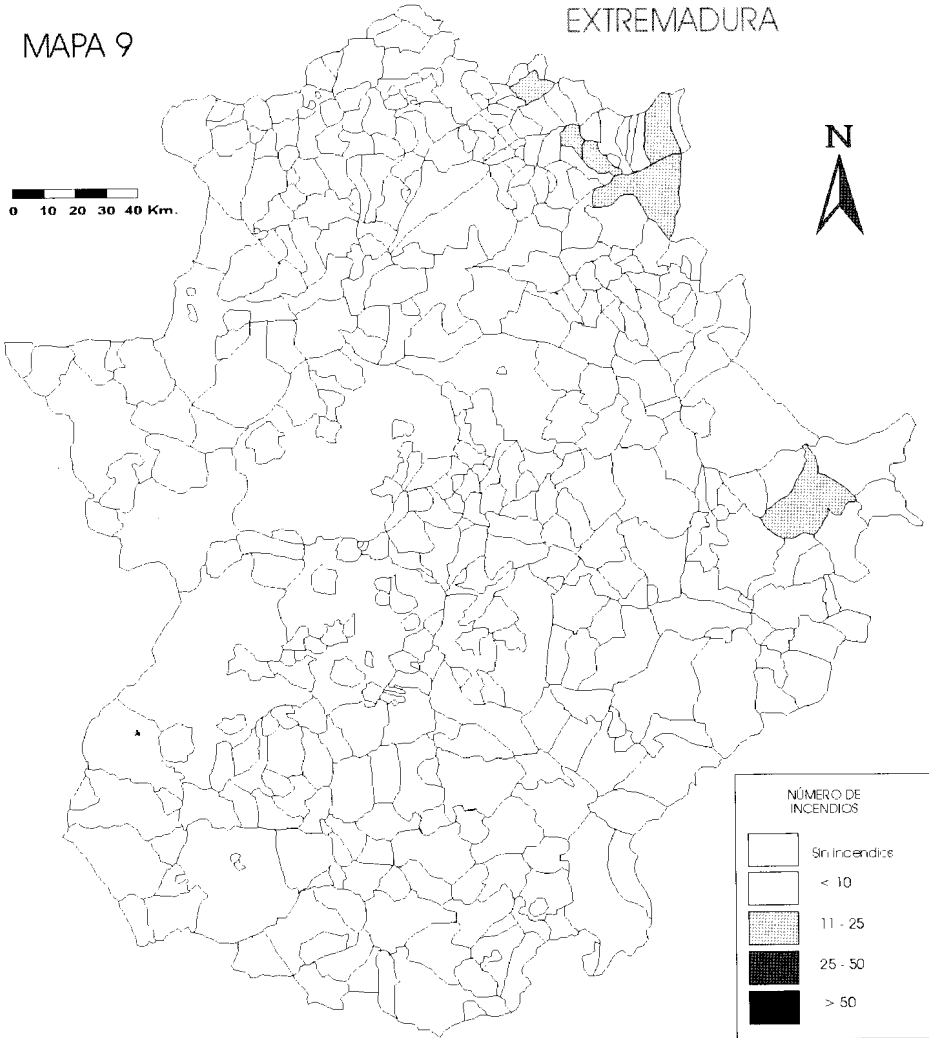 EXTREMADURA
MAPA 9
N
0 10 20 30 40 Km.
NÚMERO DE
INCENDIOS
Sin incendios
< 10
11 - 25
25 - 50
> 50